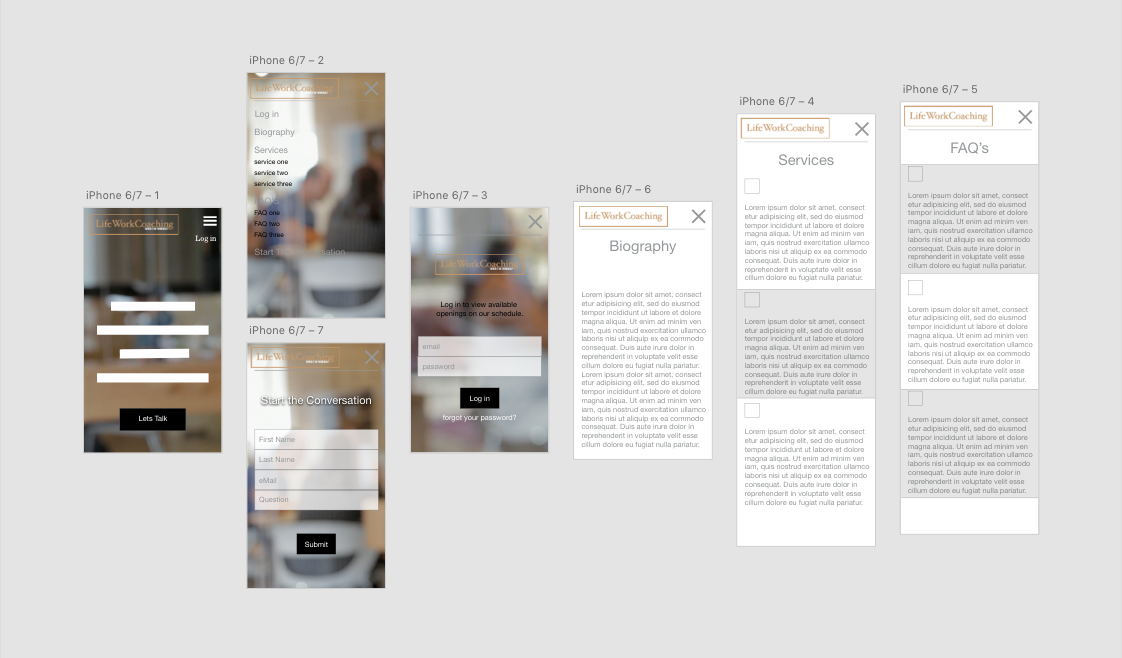 iPhone 6/7 – 1
LifeWorkCoaching
Log in
Lets Talk
iPhone 6/7 – 2
LifeWorkCoaching
Log in
Biography
Services
service one
service two
service three
FAQ one
FAQ two
FAQ three
iPhone 6/7 – 7
LifeWorkCoaching
Start the Conversation
First Name
Last Name
eMail
Question
Submit
iPhone 6/7 – 3
LifeWorkCoaching
Log in to view available
openings on our schedule.
email
password
Log in
forgot your password?
iPhone 6/7 – 6
LifeWorkCoaching
Biography
Lorem ipsum dolor sit amet, consect
etur adipisicing elit, sed do eiusmod
tempor incididunt ut labore et dolore
magna aliqua. Ut enim ad minim ven
iam, quis nostrud exercitation ullamco
laboris nisi ut aliquip ex ea commodo
consequat. Duis aute irure dolor in
reprehenderit in voluptate velit esse
cillum dolore eu fugiat nulla pariatur.
Lorem ipsum dolor sit amet, consect
etur adipisicing elit, sed do eiusmod
tempor incididunt ut labore et dolore
magna aliqua. Ut enim ad minim ven
iam, quis nostrud exercitation ullamco
laboris nisi ut aliquip ex ea commodo
consequat. Duis aute irure dolor in
reprehenderit in voluptate velit esse
cillum dolore eu fugiat nulla pariatur.
iPhone 6/7 – 4
LifeWorkCoaching
Services
Lorem ipsum dolor sit amet, consect
etur adipisicing elit, sed do eiusmod
tempor incididunt ut labore et dolore
magna aliqua. Ut enim ad minim ven
iam, quis nostrud exercitation ullamco
laboris nisi ut aliquip ex ea commodo
consequat. Duis aute irure dolor in
reprehenderit in voluptate velit esse
cillum dolore eu fugiat nulla pariatur.
Lorem ipsum dolor sit amet, consect
etur adipisicing elit, sed do eiusmod
tempor incididunt ut labore et dolore
magna aliqua. Ut enim ad minim ven
iam, quis nostrud exercitation ullamco
laboris nisi ut aliquip ex ea commodo
consequat. Duis aute irure dolor in
reprehenderit in voluptate velit esse
cillum dolore eu fugiat nulla pariatur.
Lorem ipsum dolor sit amet, consect
etur adipisicing elit, sed do eiusmod
tempor incididunt ut labore et dolore
magna aliqua. Ut enim ad minim ven
iam, quis nostrud exercitation ullamco
laboris nisi ut aliquip ex ea commodo
consequat. Duis aute irure dolor in
reprehenderit in voluptate velit esse
cillum dolore eu fugiat nulla pariatur.
iPhone 6/7 – 5
LifeWorkCoaching
FAQ's
Lorem ipsum dolor sit amet, consect
etur adipisicing elit, sed do eiusmod
tempor incididunt ut labore et dolore
magna aliqua. Ut enim ad minim ven
iam, quis nostrud exercitation ullamco
laboris nisi ut aliquip ex ea commodo
consequat. Duis aute irure dolor in
reprehenderit in voluptate velit esse
cillum dolore eu fugiat nulla pariatur.
Lorem ipsum dolor sit amet, consect
etur adipisicing elit, sed do eiusmod
tempor incididunt ut labore et dolore
magna aliqua. Ut enim ad minim ven
iam, quis nostrud exercitation ullamco
laboris nisi ut aliquip ex ea commodo
consequat. Duis aute irure dolor in
reprehenderit in voluptate velit esse
cillum dolore eu fugiat nulla pariatur.
Lorem ipsum dolor sit amet, consect
etur adipisicing elit, sed do eiusmod
tempor incididunt ut labore et dolore
magna aliqua. Ut enim ad minim ven
iam, quis nostrud exercitation ullamco
laboris nisi ut aliquip ex ea commodo
consequat. Duis aute irure dolor in
reprehenderit in voluptate velit esse
cillum dolore eu fugiat nulla pariatur.